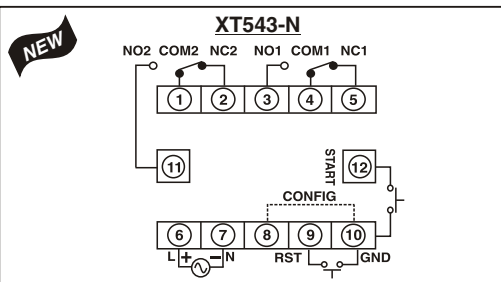 NEW
XT543-N
NO2 COM2 NC2 NO1 COM1 NC1
1 2 3 4 5
11
START
12
CONFIG
6 7 8 9 10
L + − N RST GND